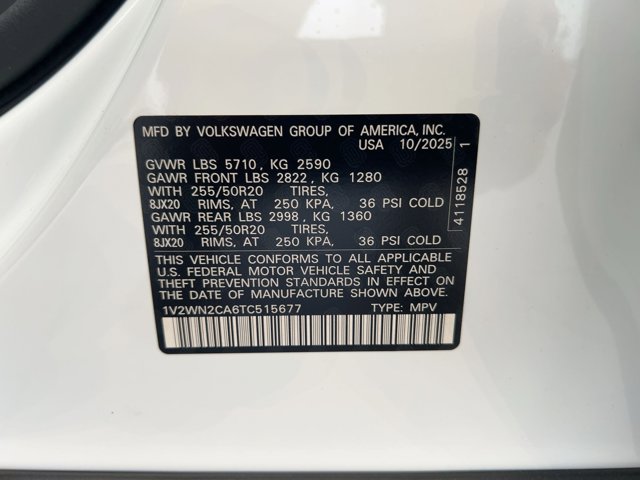 MFD BY VOLKSWAGEN GROUP OF AMERICA, INC.
USA 10/2025
GVWR LBS 5710, KG 2590
GAWR FRONT LBS 2822, KG 1280
WITH 255/50R20 TIRES,
8JX20 RIMS, AT 250 KPA, 36 PSI COLD
GAWR REAR LBS 2998, KG 1360
WITH 255/50R20 TIRES,
8JX20 RIMS, AT 250 KPA, 36 PSI COLD
THIS VEHICLE CONFORMS TO ALL APPLICABLE
U.S. FEDERAL MOTOR VEHICLE SAFETY AND
THEFT PREVENTION STANDARDS IN EFFECT ON
THE DATE OF MANUFACTURE SHOWN ABOVE.
1V2WN2CA6TC515677 TYPE: MPV
4118528 1